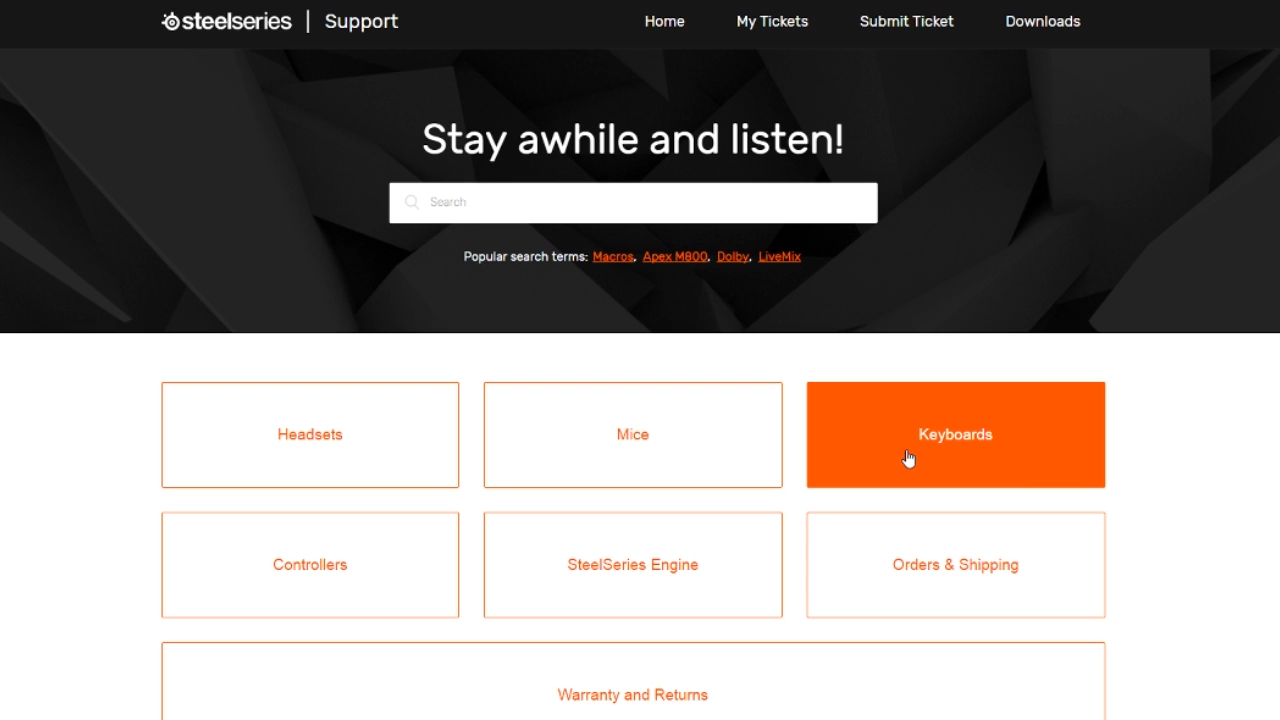 steelseries | Support
Home
My Tickets
Submit Ticket
Downloads
Stay awhile and listen!
Search
Popular search terms: Macros, Apex M800, Dolby, LiveMix
Headsets
Mice
Keyboards
Controllers
SteelSeries Engine
Orders & Shipping
Warranty and Returns